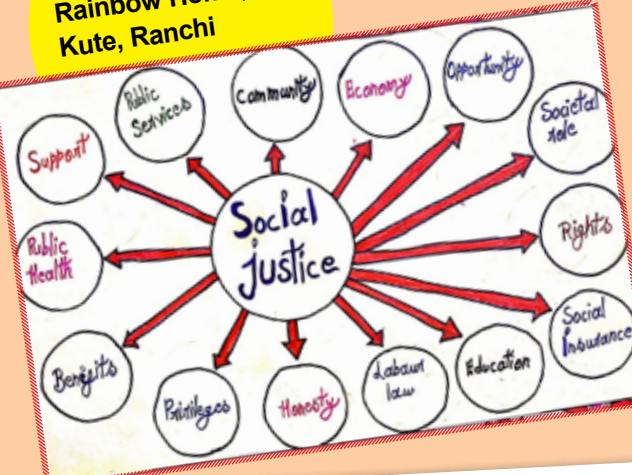 Rainbow
Kute, Ranchi
Public
Services
Community
Economy
Opportunity
Societal
role
Support
Social
justice
Rights
Public
Health
Social
insurance
Benefits
Privileges
Honesty
Labour
law
Education